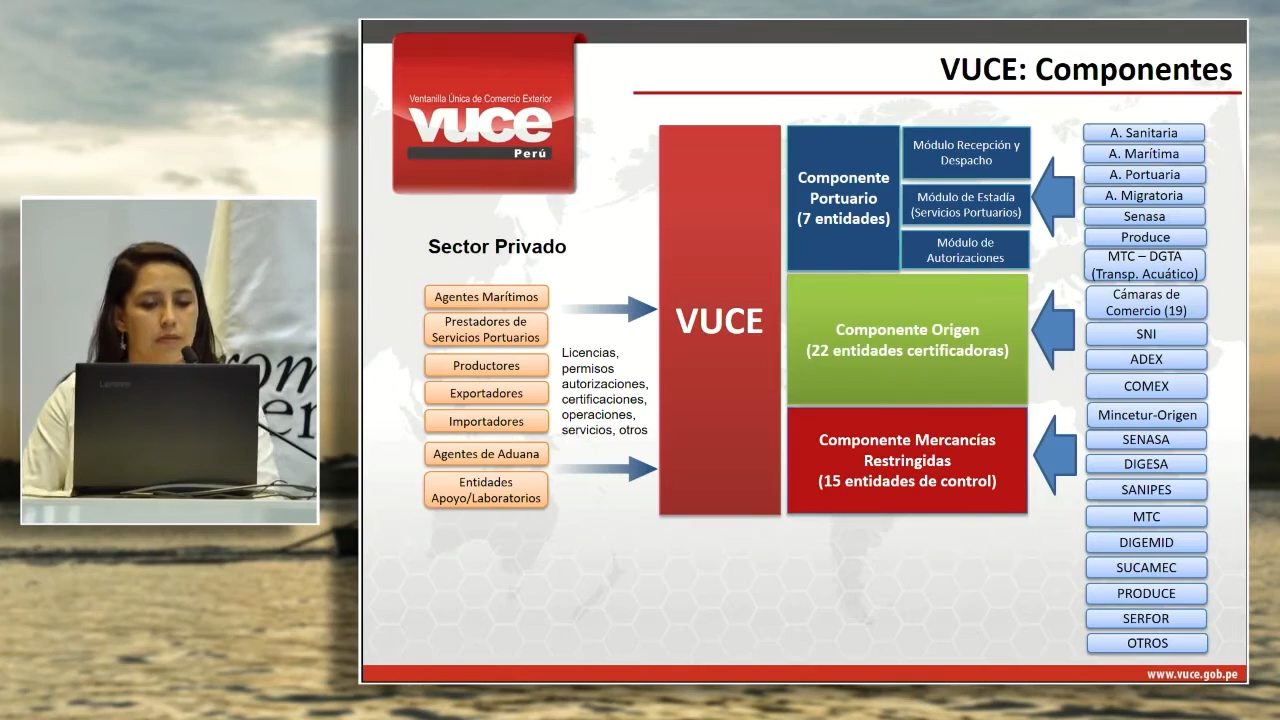 VUCE: Componentes
Ventanilla Única de Comercio Exterior
vuce
Perú
Sector Privado
Agentes Marítimos
Prestadores de
Servicios Portuarios
Productores
Exportadores
Importadores
Agentes de Aduana
Entidades
Apoyo/Laboratorios
Licencias,
permisos
autorizaciones,
certificaciones,
operaciones,
servicios, otros
VUCE
Componente
Portuario
(7 entidades)
Módulo Recepción y
Despacho
Módulo de Estadía
(Servicios Portuarios)
Módulo de
Autorizaciones
Componente Origen
(22 entidades certificadoras)
Componente Mercancías
Restringidas
(15 entidades de control)
A. Sanitaria
A. Marítima
A. Portuaria
A. Migratoria
Senasa
Produce
MTC – DGTA
(Transp. Acuático)
Cámaras de
Comercio (19)
SNI
ADEX
COMEX
Mincetur-Origen
SENASA
DIGESA
SANIPES
MTC
DIGEMID
SUCAMEC
PRODUCE
SERFOR
OTROS
www.vuce.gob.pe
Lenovo